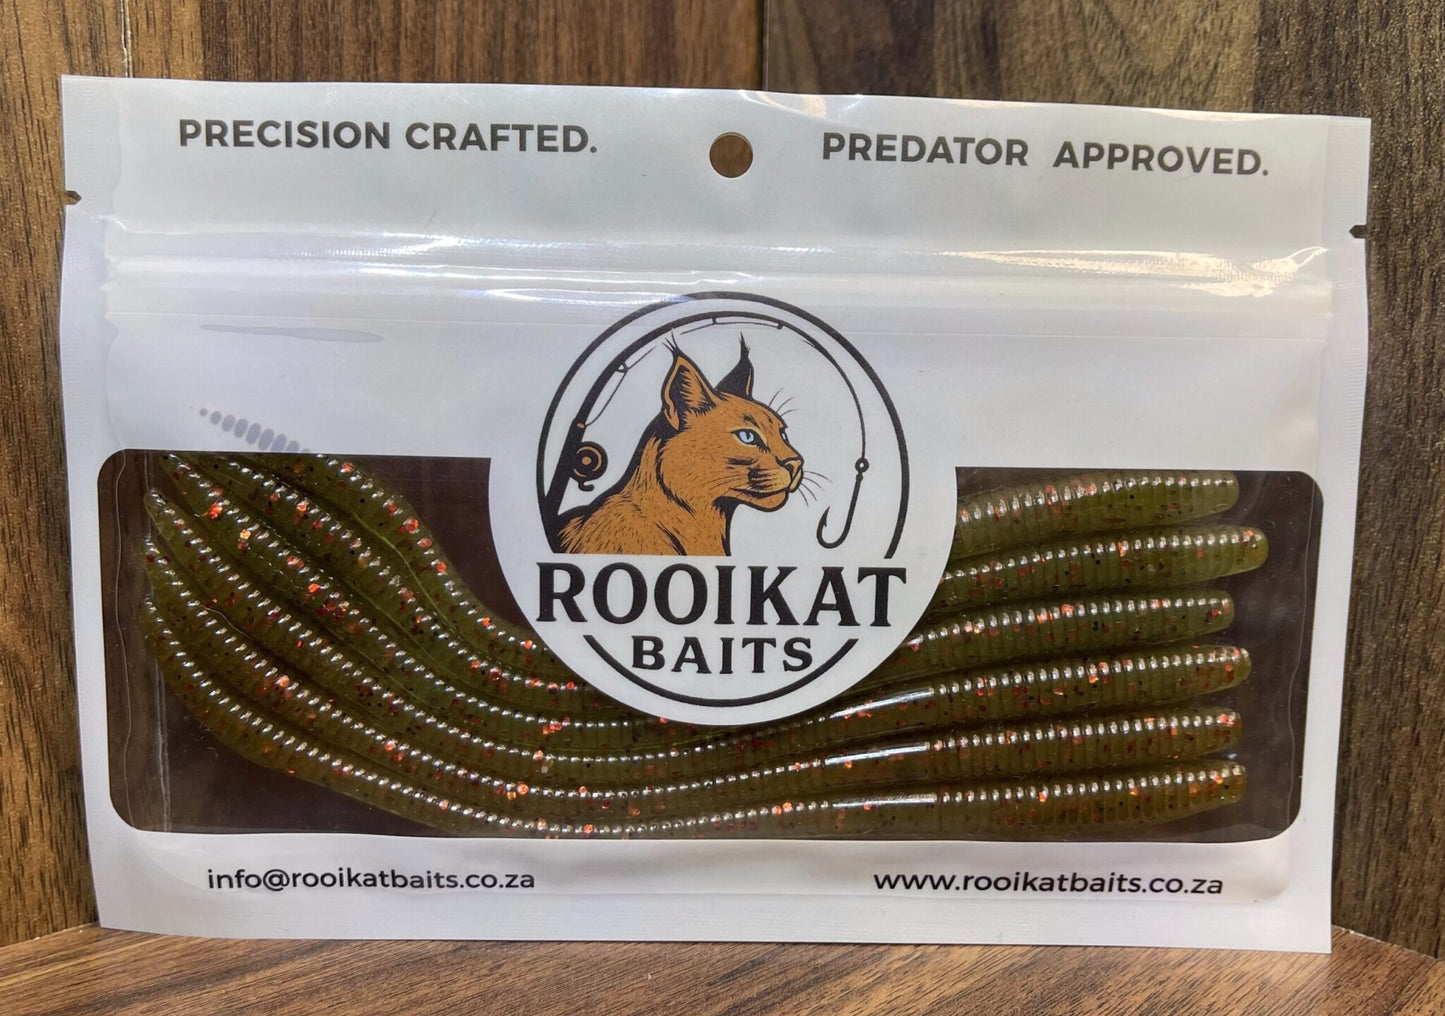 PRECISION CRAFTED.
PREDATOR APPROVED.
ROOIKAT
BAITS
info@rooikatbaits.co.za
www.rooikatbaits.co.za